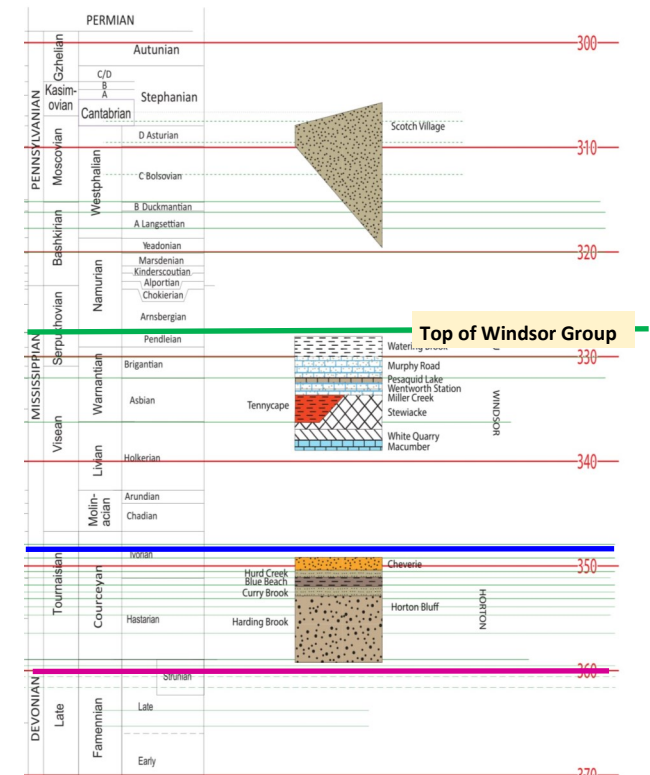 PERMIAN
Gzhelian
Autunian
300
C/D
B
A
Kasim-
ovian
Stephanian
Cantabrian
Scotch Village
PENNSYLVANIAN
Moscovian
Westphalian
D Asturian
310
C Bolsovian
B Duckmantian
A Langsettian
Bashkirian
Yeadonian
320
Marsdenian
Kinderscoutian
Alportian
Chokierian
Namurian
Arnsbergian
Serpukhovian
Top of Windsor Group
Pendleian
Watering Brook
330
MISSISSIPPIAN
Brigantian
Murphy Road
Pesaquid Lake
Wentworth Station
Miller Creek
Warnantian
Asbian
Tennycape
Stewiacke
WINDSOR
Visean
White Quarry
Macumber
Livian
Holkerian
340
Molin-
acian
Arundian
Chadian
Ivorian
Cheverie
350
Hurd Creek
Blue Beach
Curry Brook
Tournaisian
Courceyan
Hastarian
Harding Brook
Horton Bluff
HORTON
360
Strunian
DEVONIAN
Late
Famennian
Late
Early
370